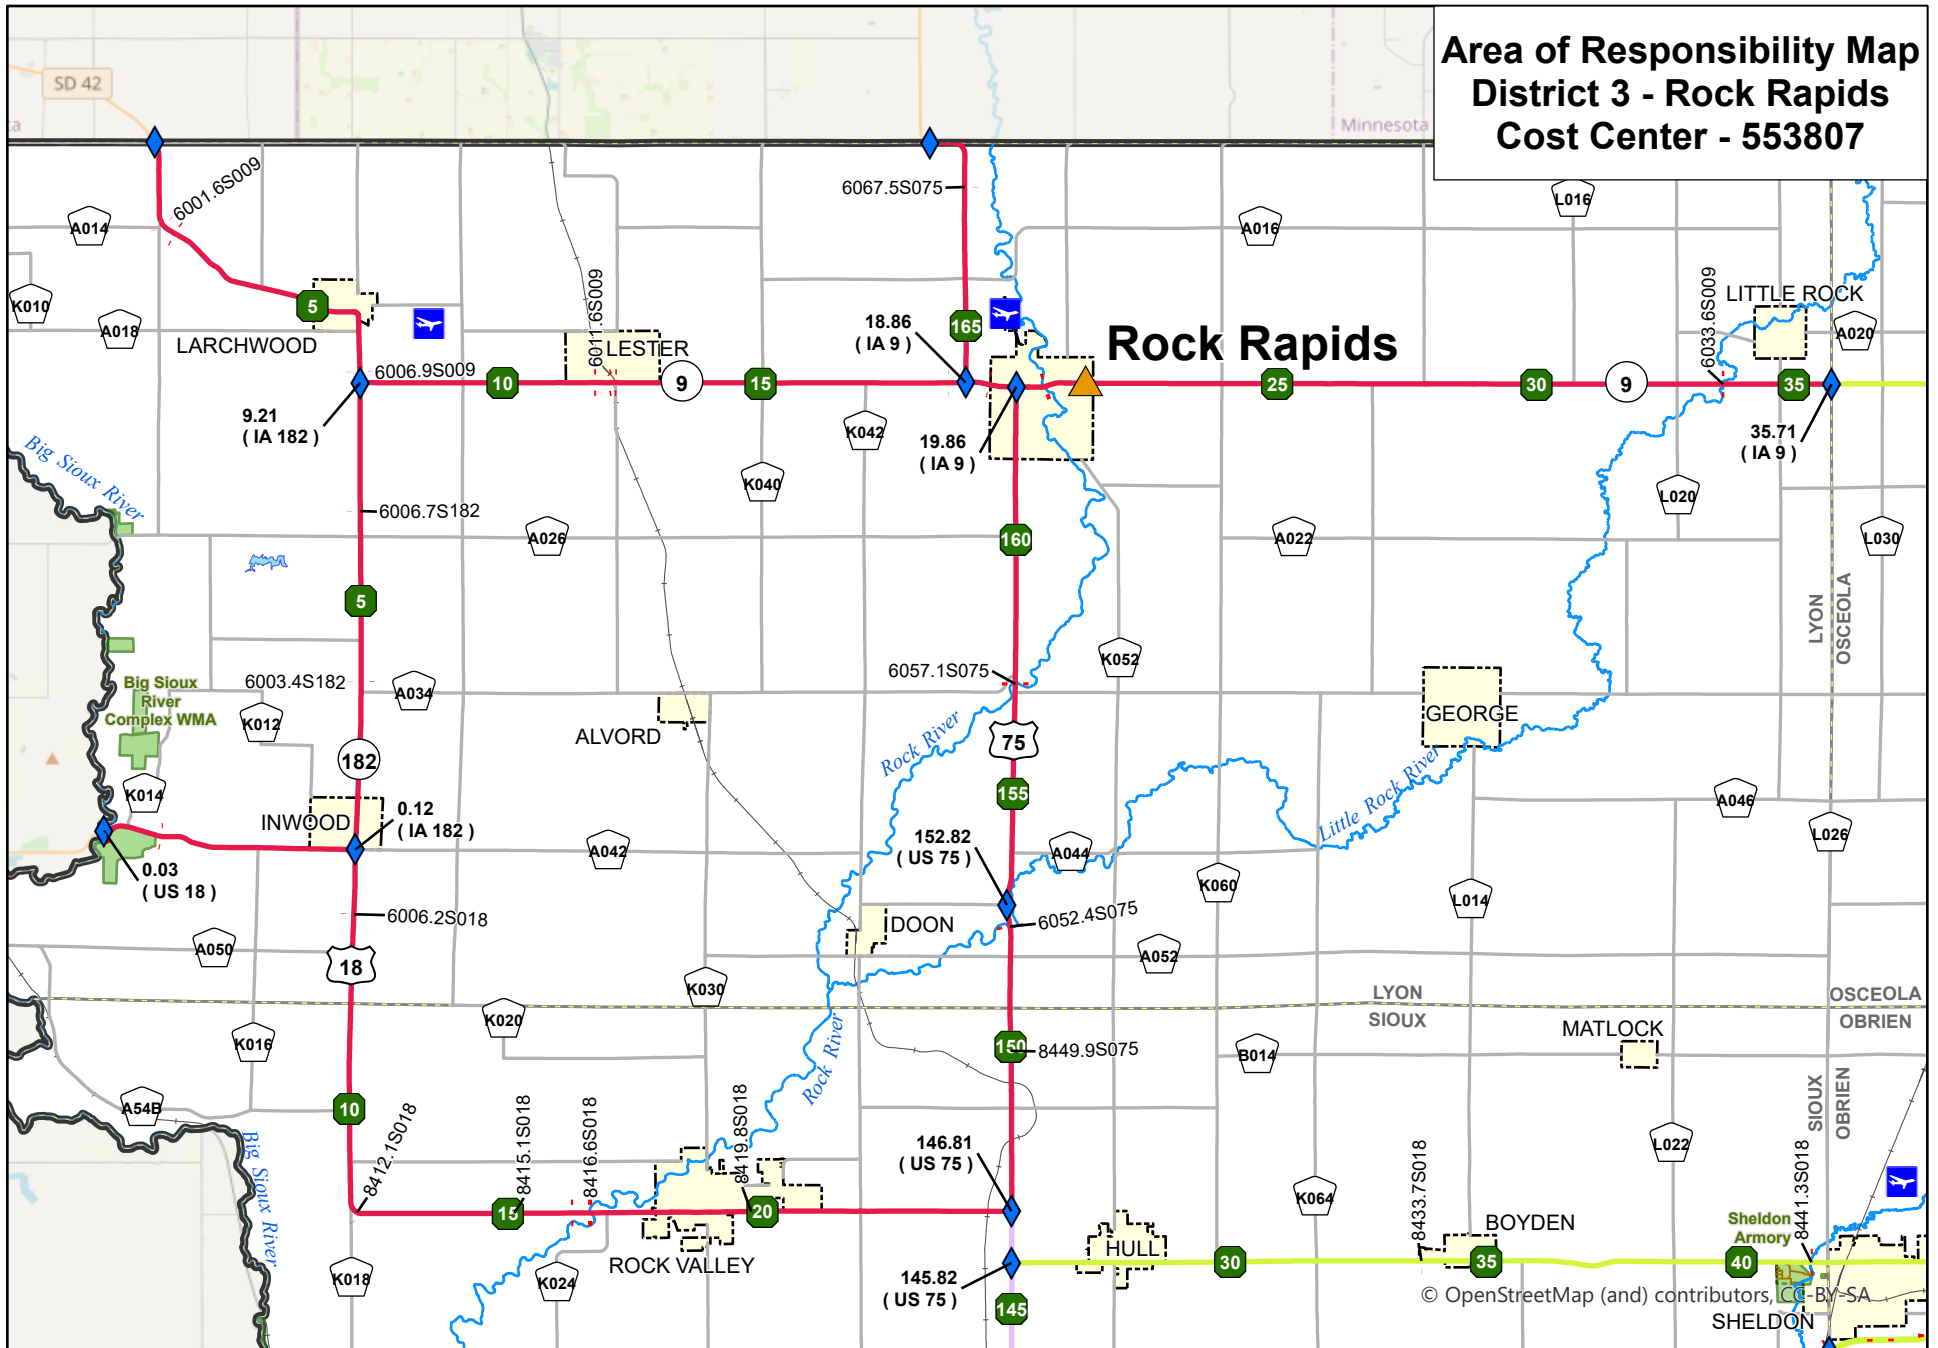 Area of Responsibility Map
District 3 - Rock Rapids
Cost Center - 553807
SD 42
Minnesota
6001.6S009
6067.5S075
L016
A014
A016
K010
A018
5
LARCHWOOD
6011.6S009
LESTER
165
18.86
( IA 9 )
Rock Rapids
6033.6S009
LITTLE ROCK
A020
6006.9S009
10
9
15
25
30
9
35
9.21
( IA 182 )
K042
19.86
( IA 9 )
35.71
( IA 9 )
Big Sioux River
K040
L020
6006.7S182
A026
160
A022
L030
5
LYON
OSCEOLA
6057.1S075
K052
Big Sioux
River
Complex WMA
6003.4S182
A034
K012
ALVORD
Rock River
75
GEORGE
182
K014
155
Little Rock River
A046
INWOOD
0.12
( IA 182 )
A042
152.82
( US 75 )
A044
L026
0.03
( US 18 )
K060
L014
6006.2S018
DOON
6052.4S075
A050
18
A052
K030
LYON
SIOUX
OSCEOLA
OBRIEN
K020
MATLOCK
K016
Rock River
150
8449.9S075
B014
A54B
10
SIOUX
OBRIEN
Big Sioux River
8412.1S018
8415.1S018
8416.6S018
8419.8S018
146.81
( US 75 )
L022
8433.7S018
8441.3S018
K064
15
20
Sheldon
Armory
BOYDEN
HULL
30
35
40
K018
K024
ROCK VALLEY
145.82
( US 75 )
145
© OpenStreetMap (and) contributors, CC-BY-SA
SHELDON